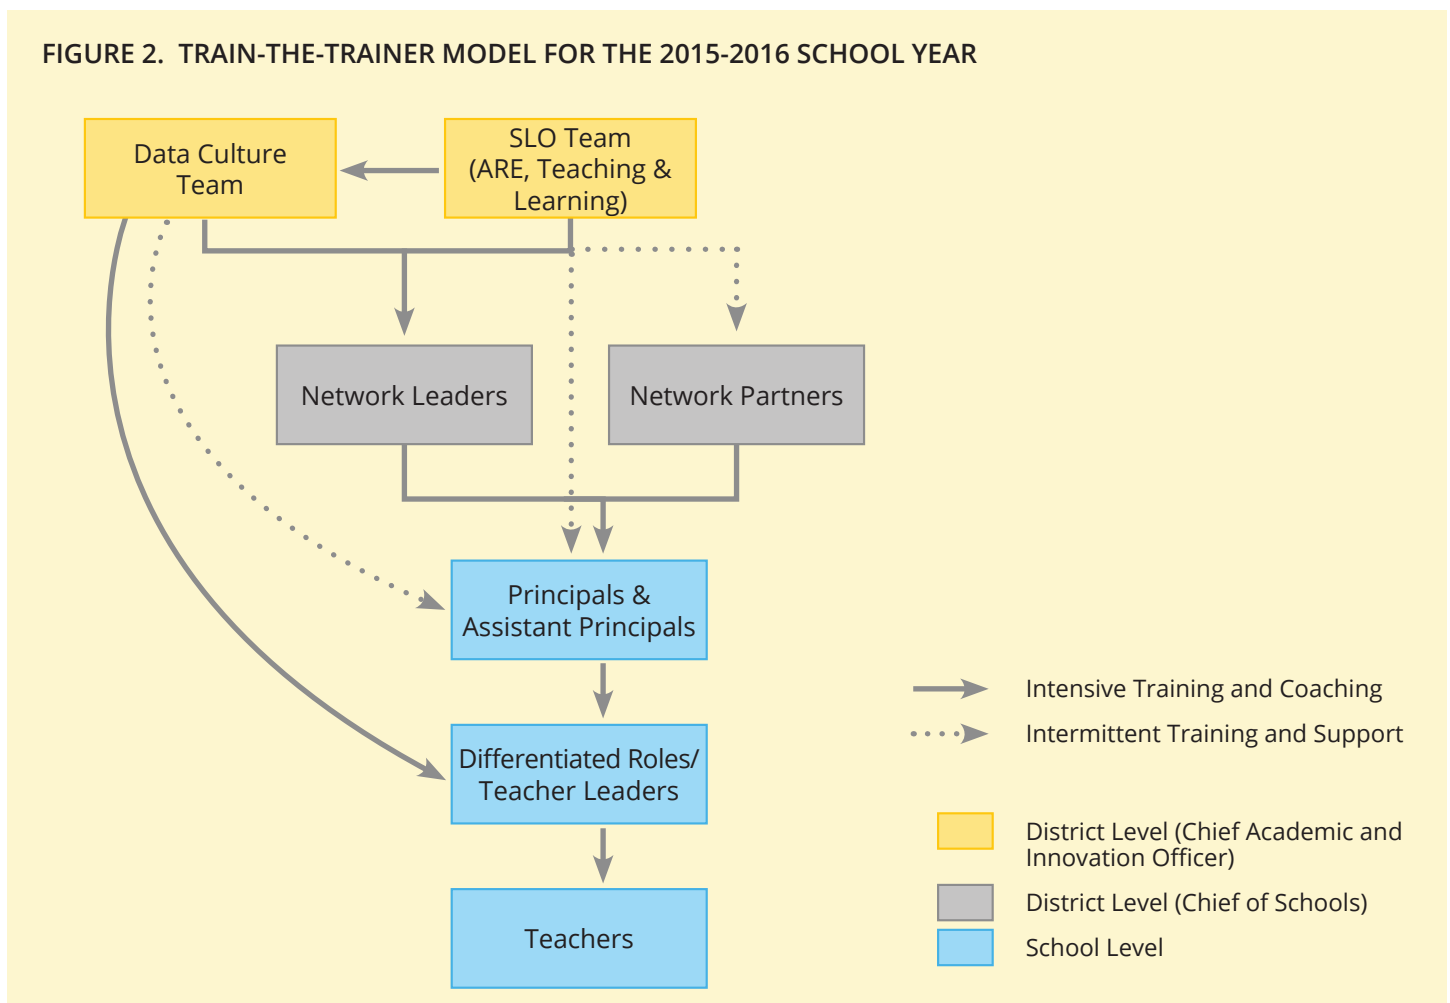 FIGURE 2. TRAIN-THE-TRAINER MODEL FOR THE 2015-2016 SCHOOL YEAR
Data Culture
Team
SLO Team
(ARE, Teaching &
Learning)
Network Leaders
Network Partners
Principals &
Assistant Principals
Differentiated Roles/
Teacher Leaders
Teachers
Intensive Training and Coaching
Intermittent Training and Support
District Level (Chief Academic and
Innovation Officer)
District Level (Chief of Schools)
School Level